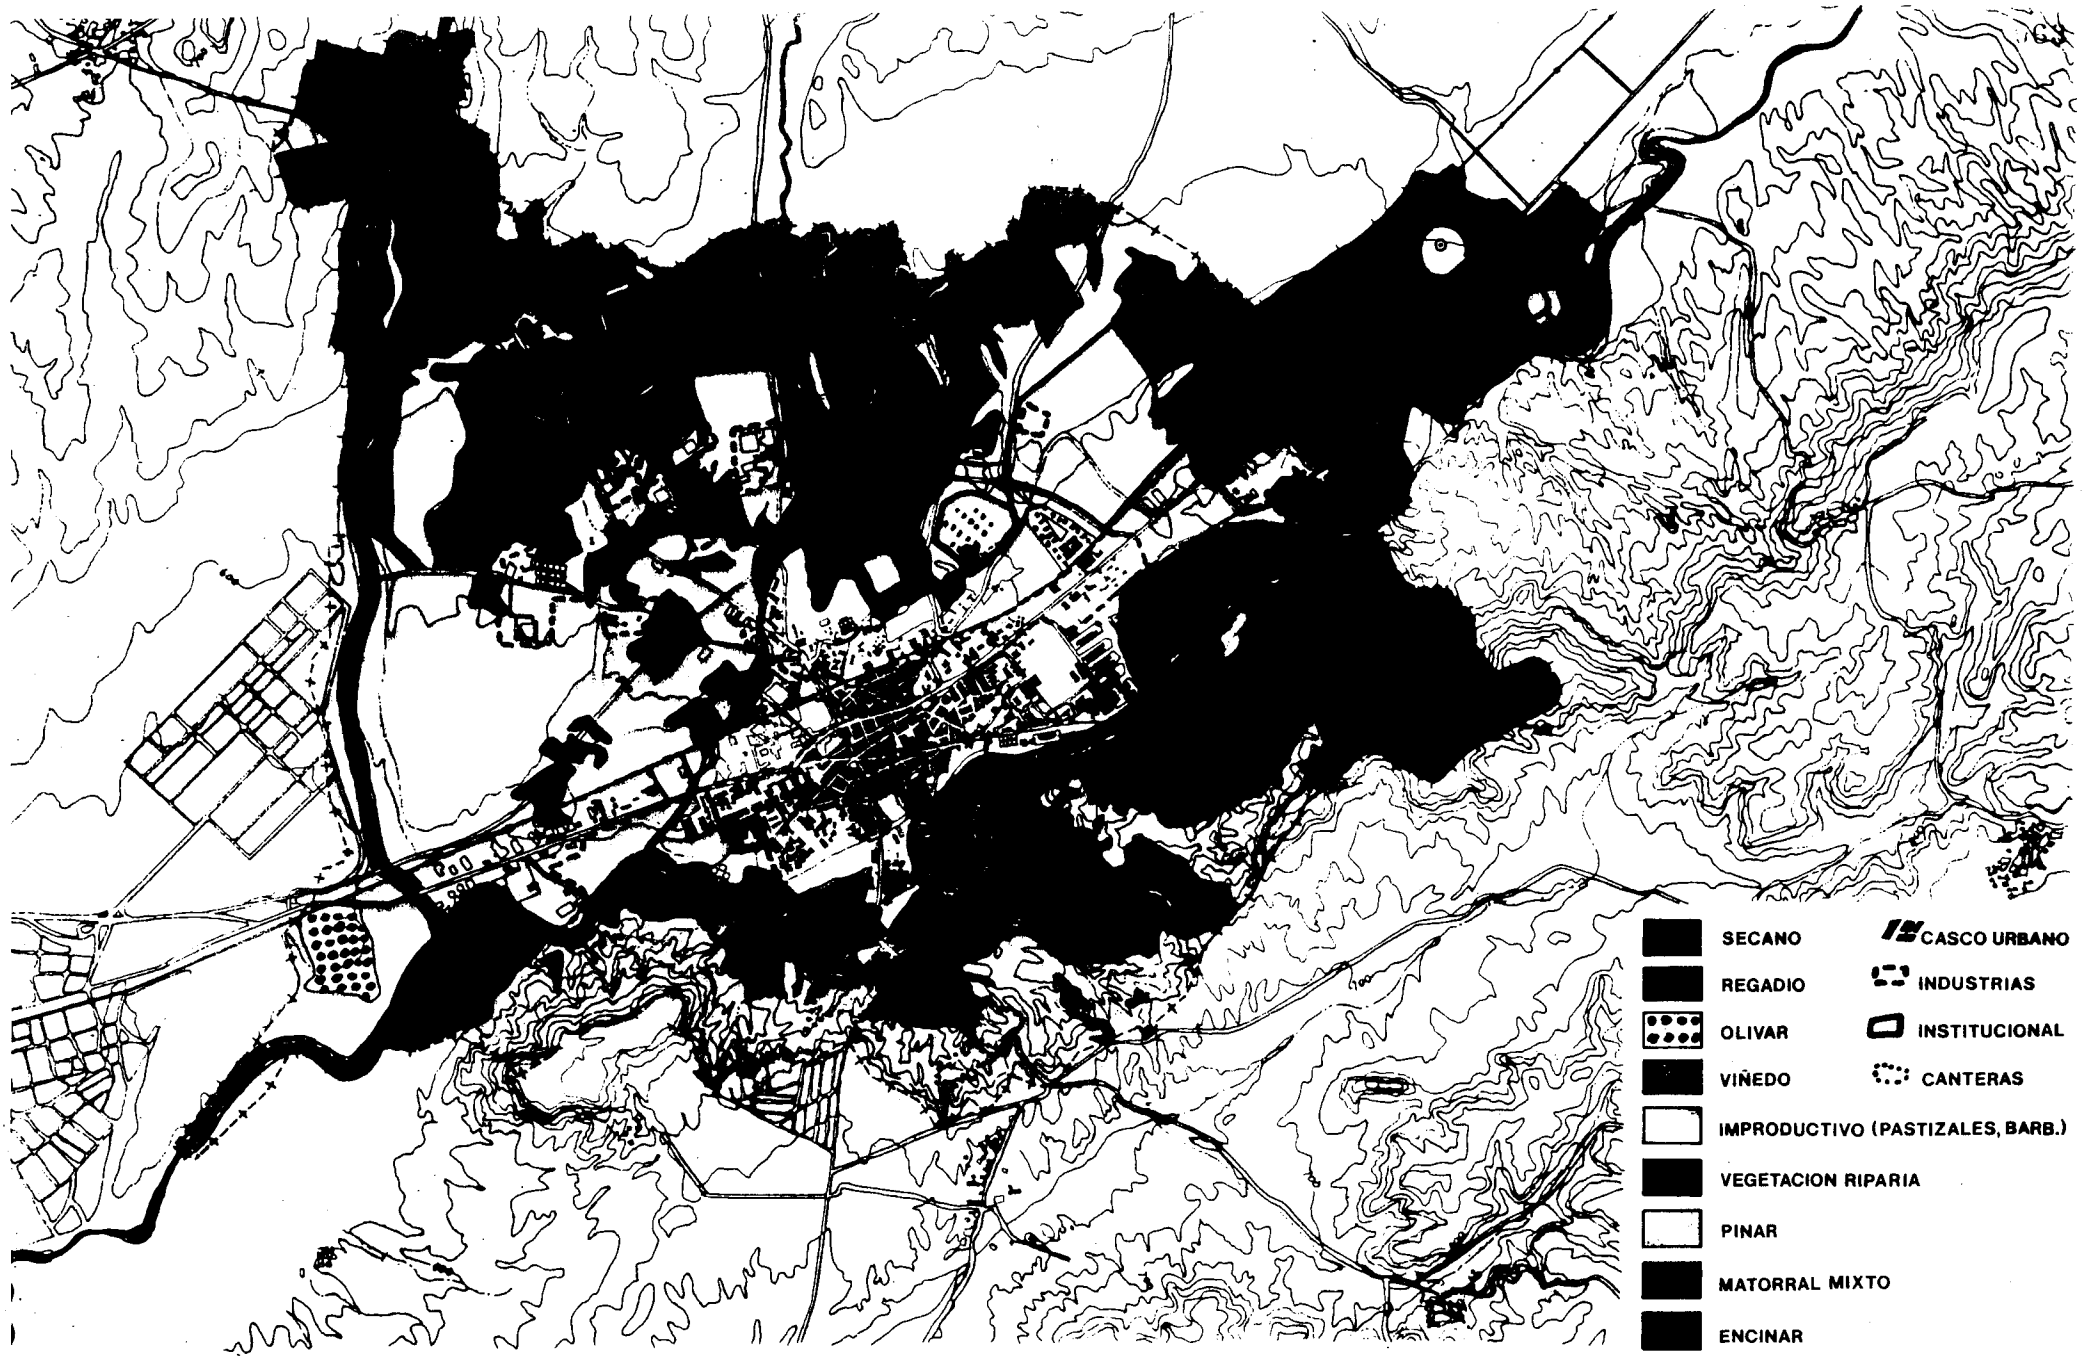 SECANO
REGADIO
OLIVAR
VIÑEDO
IMPRODUCTIVO (PASTIZALES, BARB.)
VEGETACION RIPARIA
PINAR
MATORRAL MIXTO
ENCINAR
CASCO URBANO
INDUSTRIAS
INSTITUCIONAL
CANTERAS